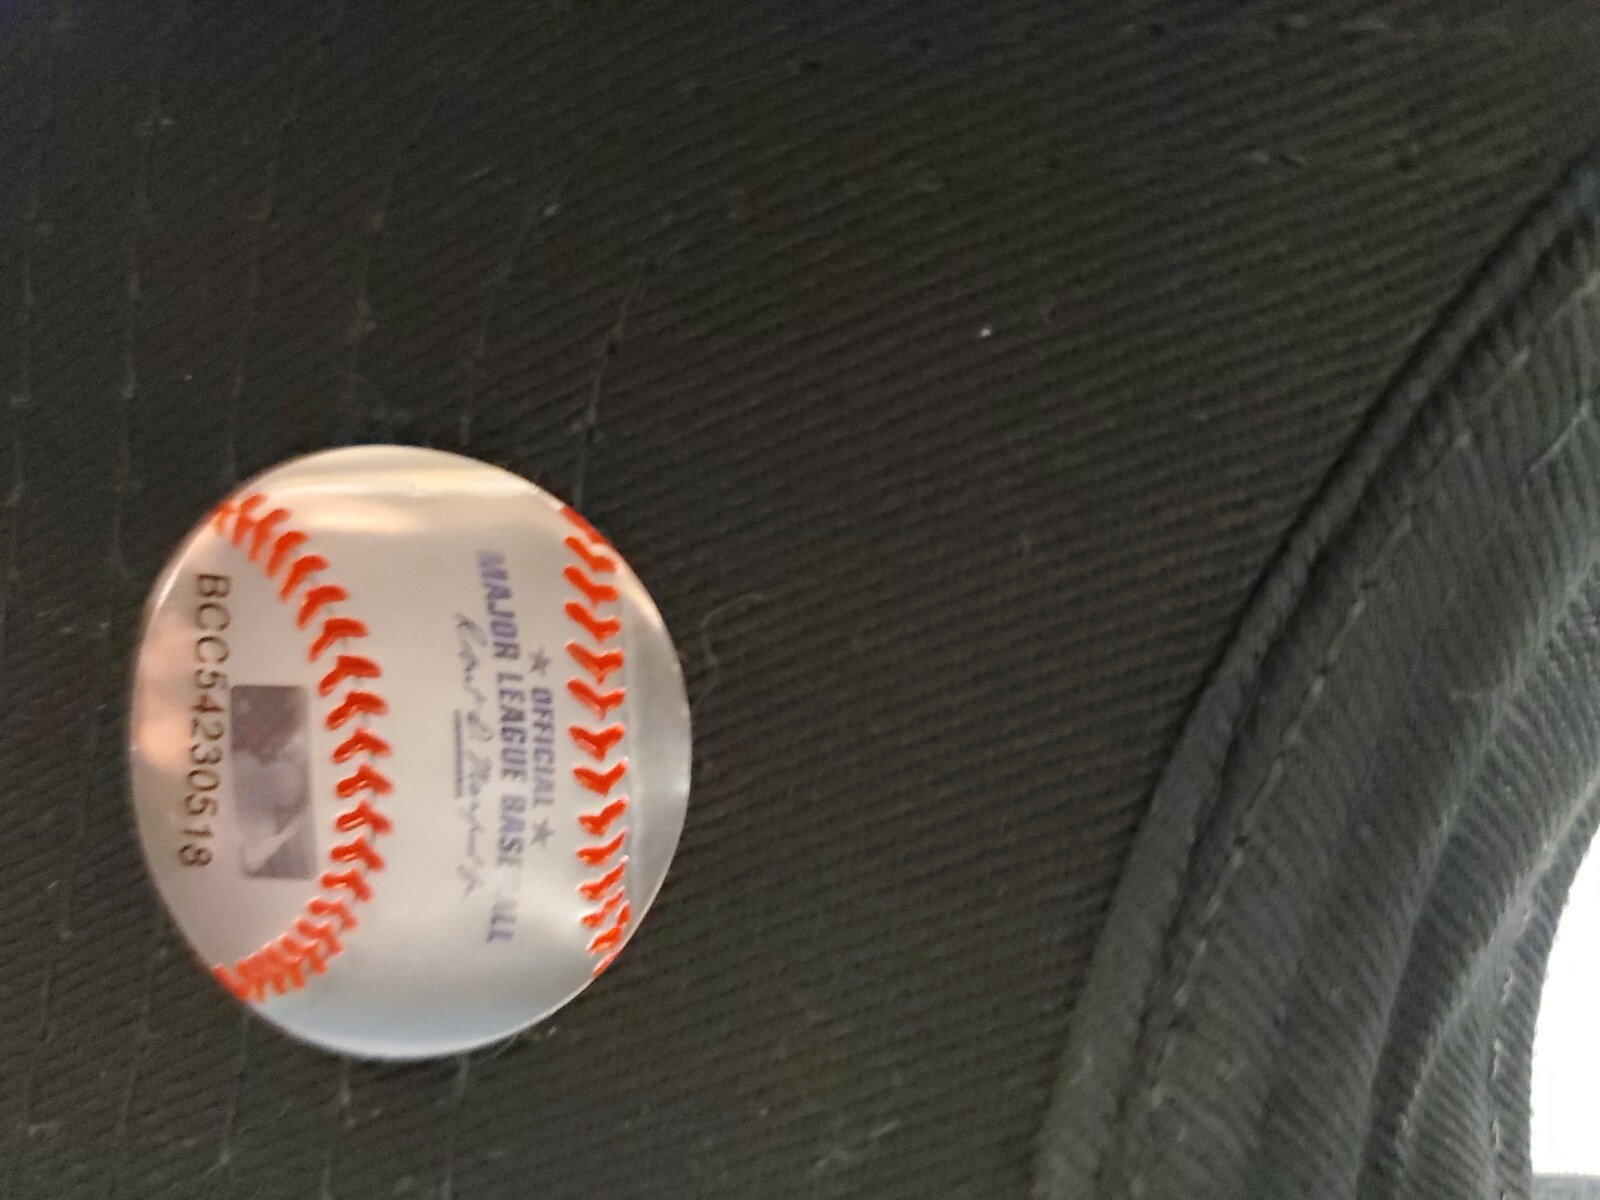 ★ OFFICIAL ★
MAJOR LEAGUE BASEBALL
BCC54230518